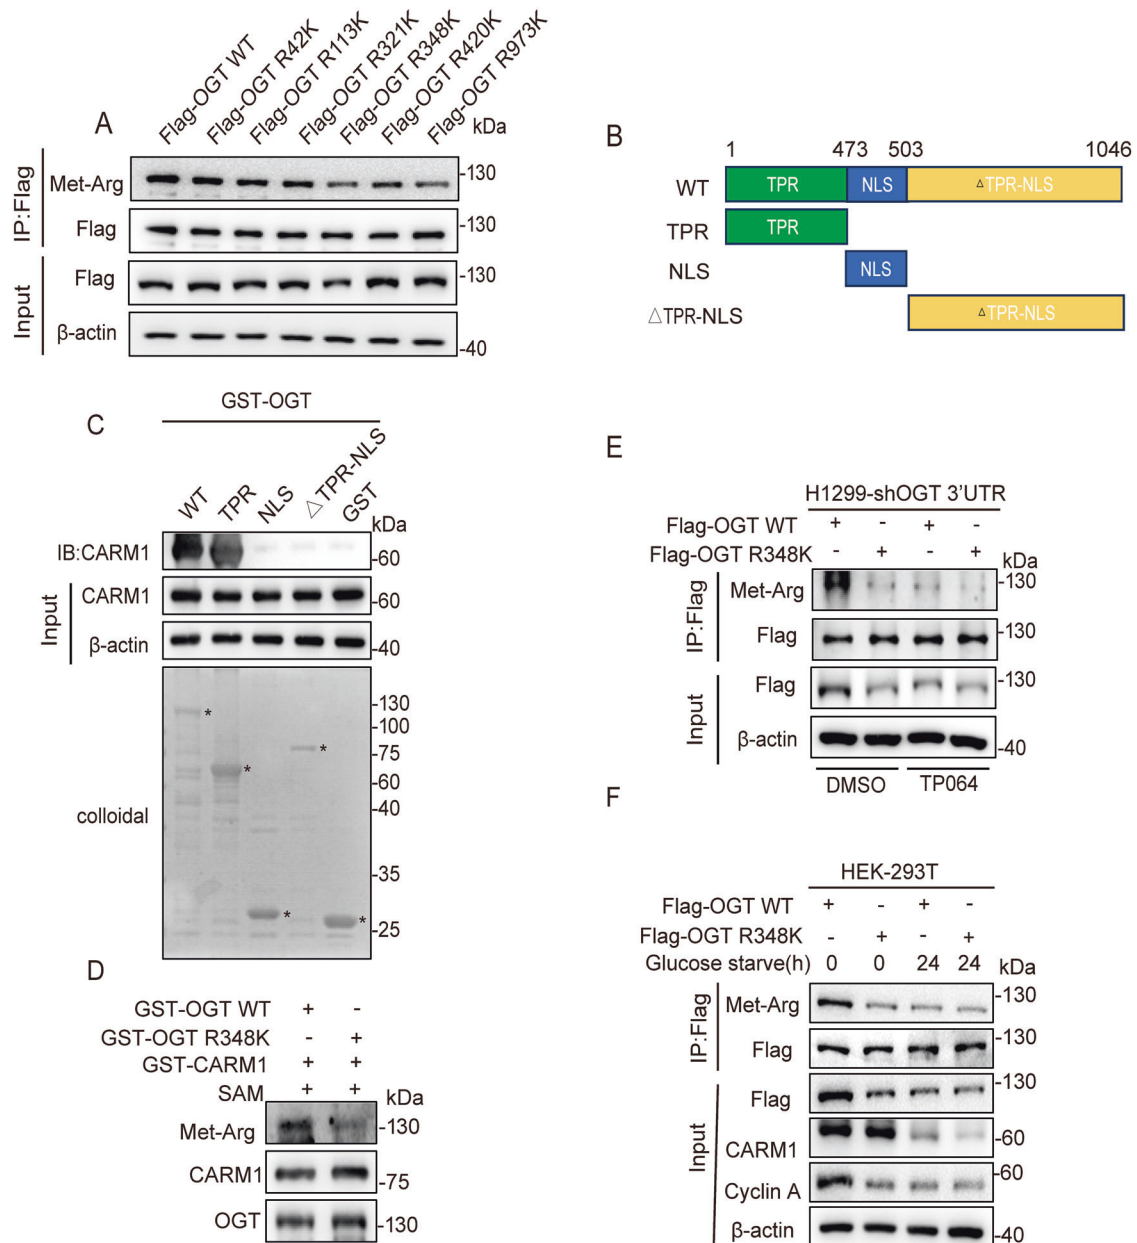 A
Flag-OGT WT
Flag-OGT R42K
Flag-OGT R113K
Flag-OGT R321K
Flag-OGT R348K
Flag-OGT R420K
Flag-OGT R973K
kDa
IP:Flag
Met-Arg
-130
Flag
-130
Input
Flag
-130
β-actin
-40
B
1 473 503 1046
WT TPR NLS △TPR-NLS
TPR TPR
NLS NLS
△TPR-NLS △TPR-NLS
C
GST-OGT
WT
TPR
NLS
△TPR-NLS
GST
kDa
IB:CARM1 -60
Input
CARM1 -60
β-actin -40
colloidal
-130
-100
-75
-60
-40
-35
-25
*
*
*
*
*
D
GST-OGT WT + -
GST-OGT R348K - +
GST-CARM1 + +
SAM + +
kDa
Met-Arg -130
CARM1 -75
OGT -130
E
H1299-shOGT 3'UTR
Flag-OGT WT + - + -
Flag-OGT R348K - + - +
kDa
IP:Flag
Met-Arg -130
Flag -130
Input
Flag -130
β-actin -40
DMSO TP064
F
HEK-293T
Flag-OGT WT + - + -
Flag-OGT R348K - + - +
Glucose starve(h) 0 0 24 24
kDa
IP:Flag
Met-Arg -130
Flag -130
Input
Flag -130
CARM1 -60
Cyclin A -60
β-actin -40